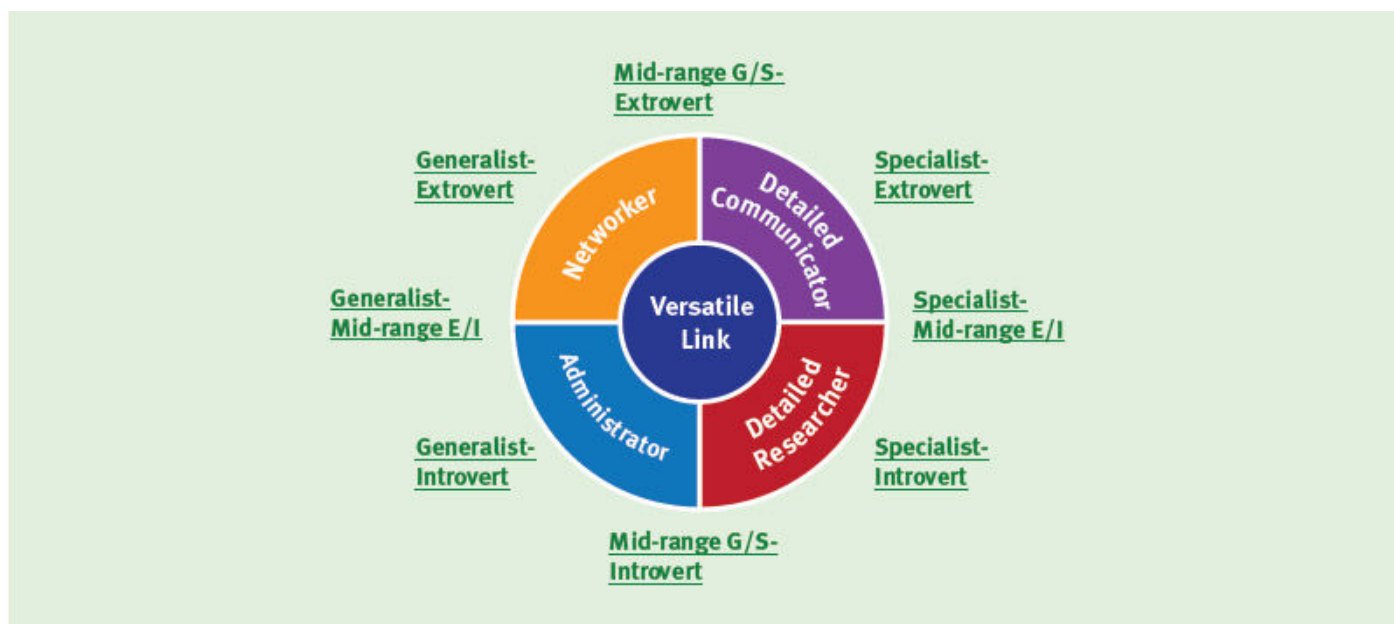 Mid-range G/S-
Extrovert
Generalist-
Extrovert
Specialist-
Extrovert
Networker
Detailed
Communicator
Generalist-
Mid-range E/I
Versatile
Link
Specialist-
Mid-range E/I
Administrator
Detailed
Researcher
Generalist-
Introvert
Specialist-
Introvert
Mid-range G/S-
Introvert